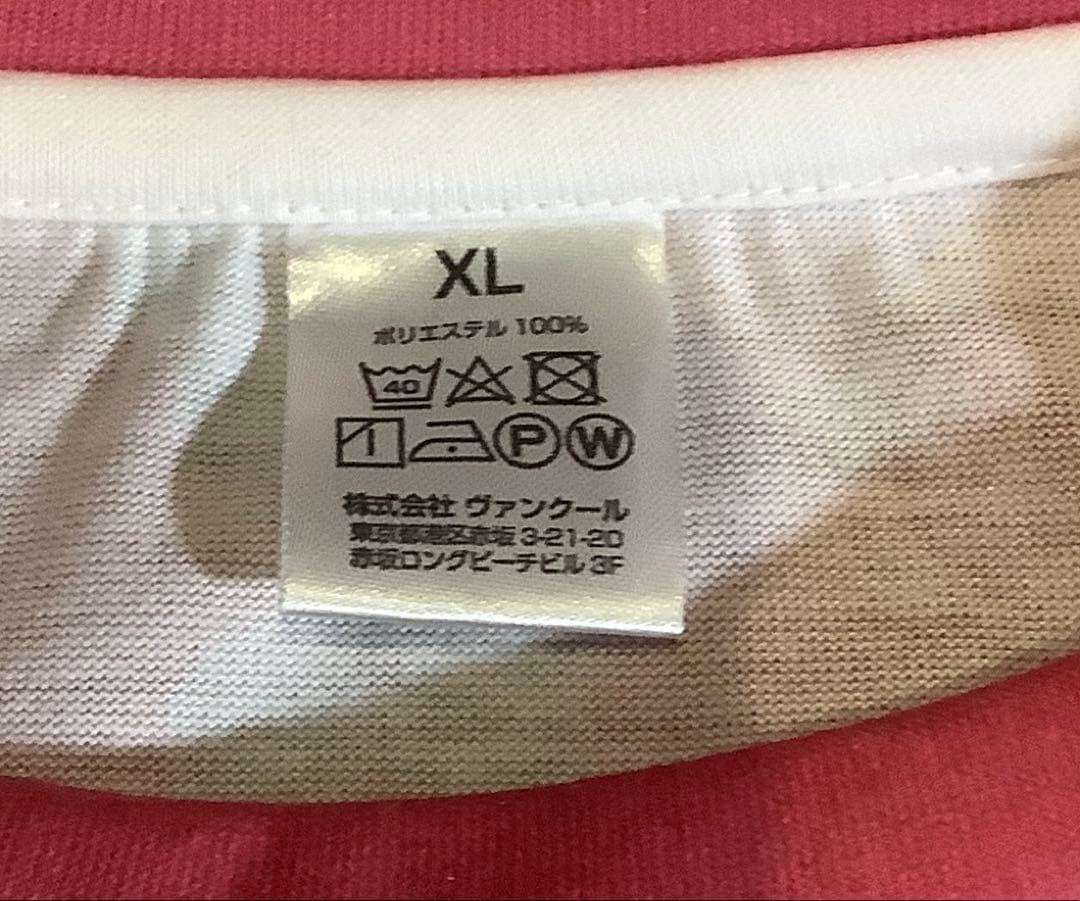 XL
ポリエステル 100%
40
P W
株式会社 ヴァンクール
東京都港区赤坂 3-21-20
赤坂ロングビーチビル 3F